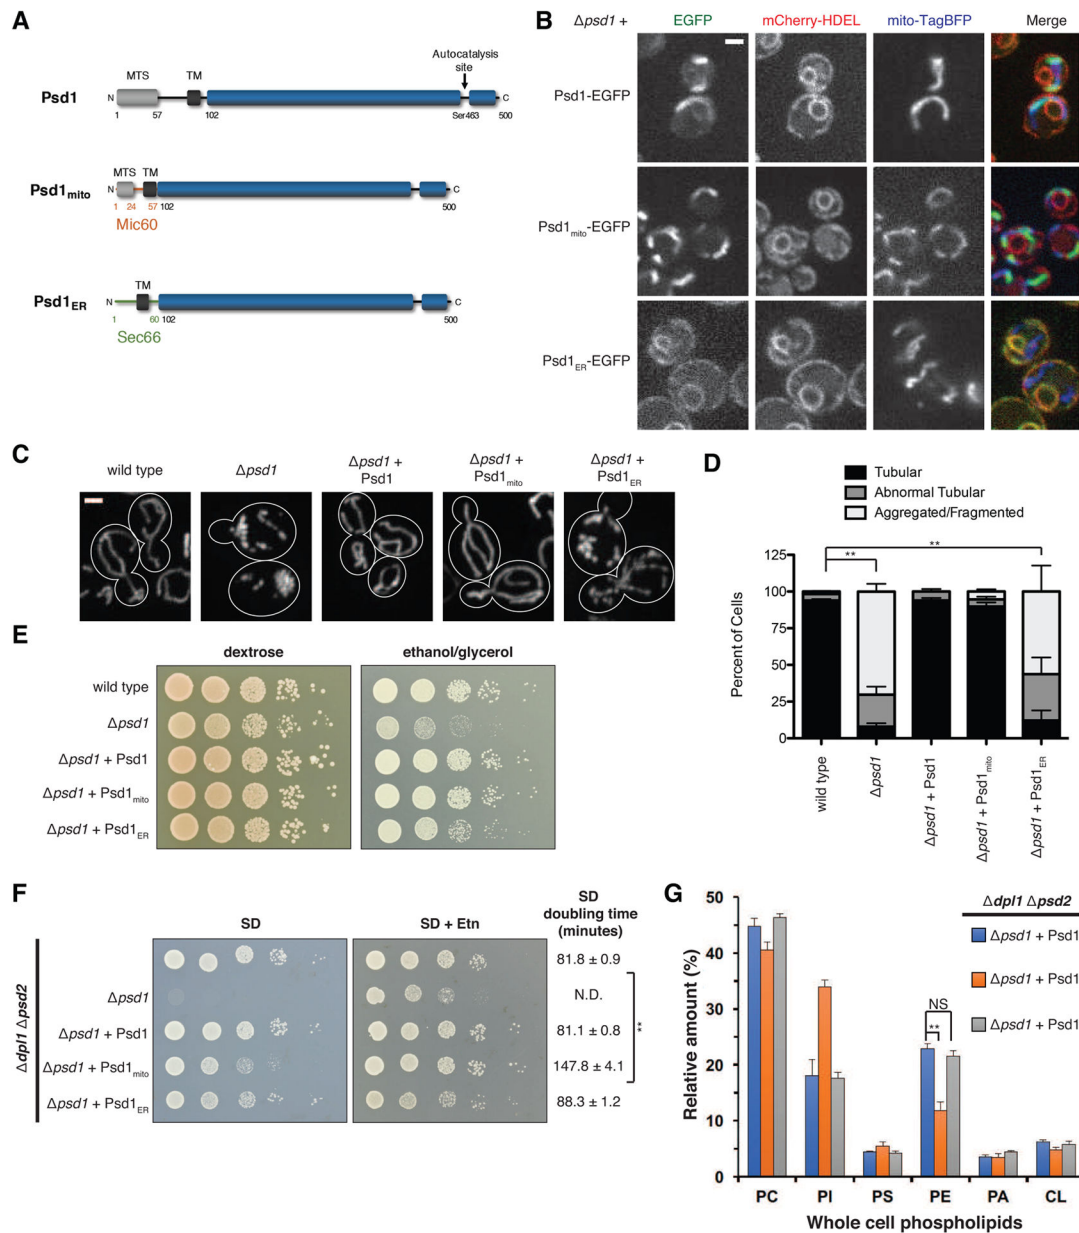 A
MTS
TM
Autocatalysis
site
Psd1
N
C
1
57
102
Ser463
500
MTS
TM
Psd1mito
N
C
1
24
57
102
500
Mic60
TM
Psd1ER
N
C
1
60
102
500
Sec66
B
Δpsd1 +
EGFP
mCherry-HDEL
mito-TagBFP
Merge
Psd1-EGFP
Psd1mito-EGFP
Psd1ER-EGFP
C
wild type
Δpsd1
Δpsd1 +
Psd1
Δpsd1 +
Psd1mito
Δpsd1 +
Psd1ER
D
Tubular
Abnormal Tubular
Aggregated/Fragmented
Percent of Cells
125
100
75
50
25
0
**
**
wild type
Δpsd1
Δpsd1 + Psd1
Δpsd1 + Psd1mito
Δpsd1 + Psd1ER
E
dextrose
ethanol/glycerol
wild type
Δpsd1
Δpsd1 + Psd1
Δpsd1 + Psd1mito
Δpsd1 + Psd1ER
F
SD
SD + Etn
SD
doubling time
(minutes)
Δdpl1 Δpsd2
81.8 ± 0.9
Δpsd1
N.D.
Δpsd1 + Psd1
81.1 ± 0.8
Δpsd1 + Psd1mito
147.8 ± 4.1
Δpsd1 + Psd1ER
88.3 ± 1.2
**
G
Δdpl1 Δpsd2
Δpsd1 + Psd1
Δpsd1 + Psd1
Δpsd1 + Psd1
Relative amount (%)
50
40
30
20
10
0
NS
**
PC
PI
PS
PE
PA
CL
Whole cell phospholipids